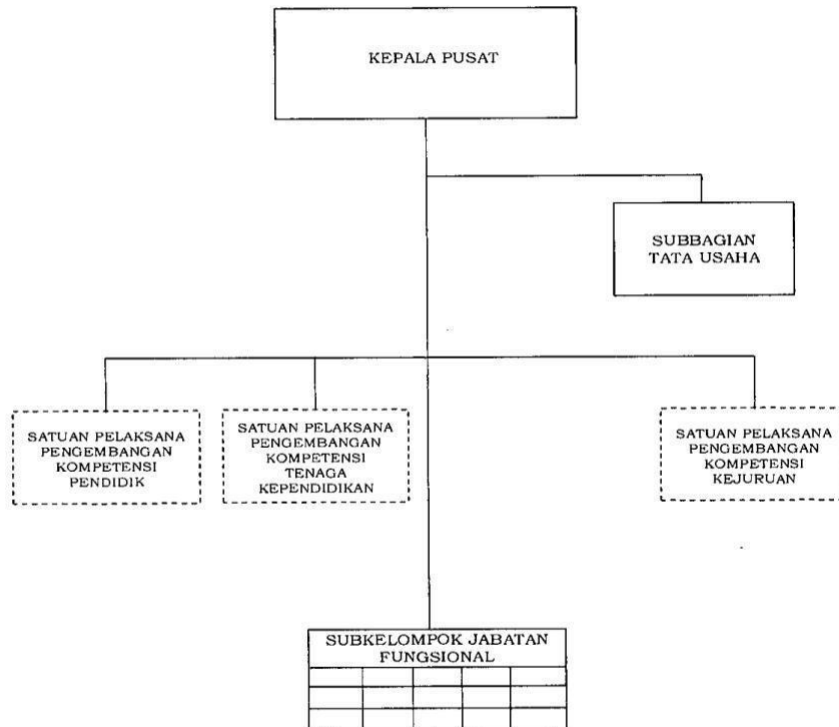 KEPALA PUSAT
SUBBAGIAN
TATA USAHA
SATUAN PELAKSANA
PENGEMBANGAN
KOMPETENSI
PENDIDIK
SATUAN PELAKSANA
PENGEMBANGAN
KOMPETENSI
TENAGA
KEPENDIDIKAN
SATUAN PELAKSANA
PENGEMBANGAN
KOMPETENSI
KEJURUAN
SUBKELOMPOK JABATAN
FUNGSIONAL